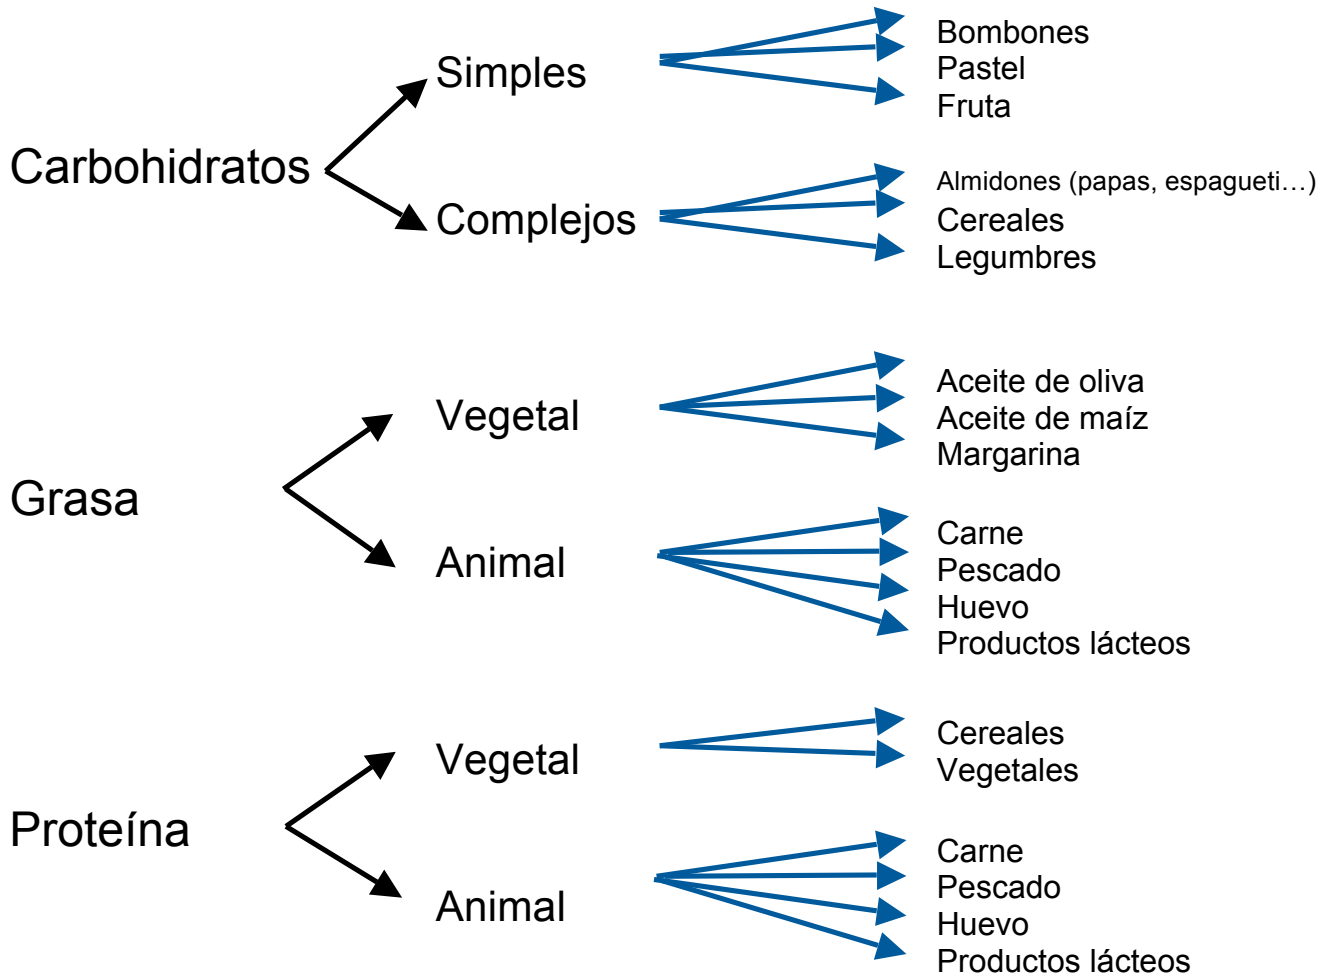 Carbohidratos
Simples
Bombones
Pastel
Fruta
Complejos
Almidones (papas, espagueti…)
Cereales
Legumbres
Grasa
Vegetal
Aceite de oliva
Aceite de maíz
Margarina
Animal
Carne
Pescado
Huevo
Productos lácteos
Proteína
Vegetal
Cereales
Vegetales
Animal
Carne
Pescado
Huevo
Productos lácteos